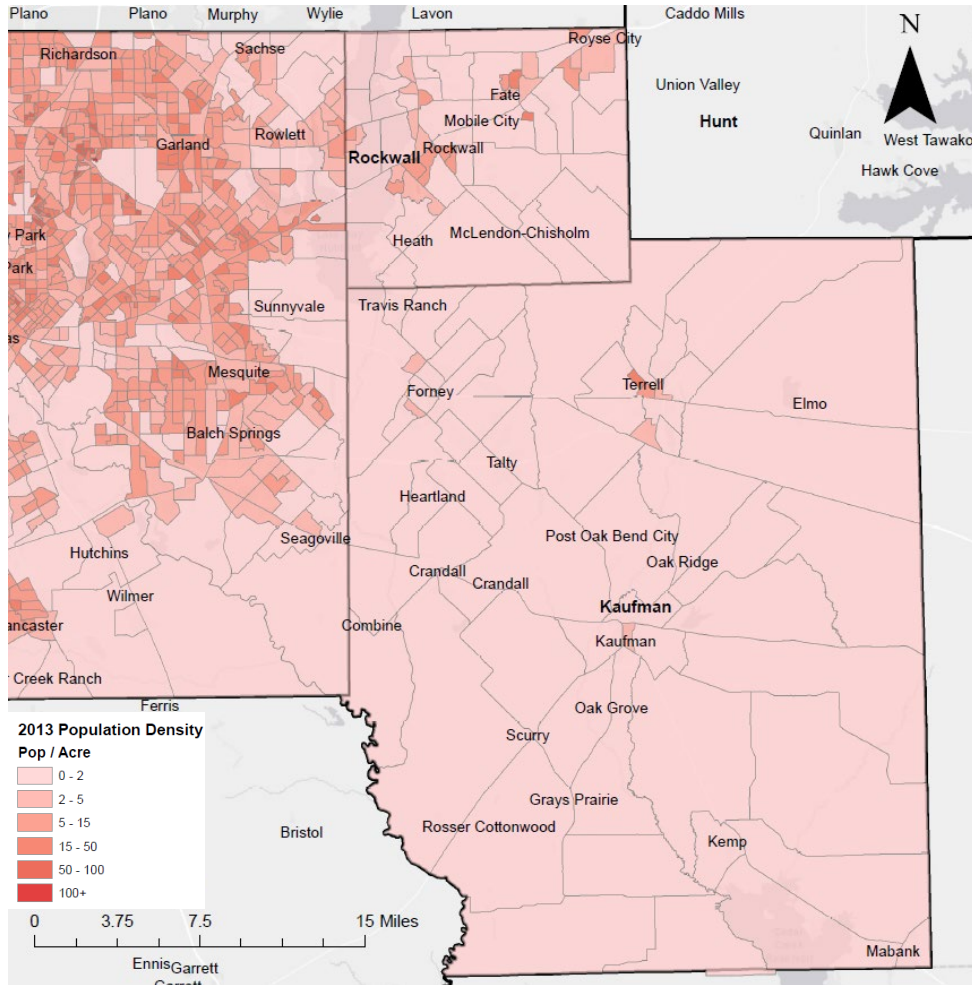 Plano
Plano
Murphy
Wylie
Lavon
Caddo Mills
N
Richardson
Sachse
Royse City
Union Valley
Fate
Hunt
Mobile City
Rowlett
Quinlan
Garland
West Tawako
Rockwall
Rockwall
Hawk Cove
y Park
Heath
McLendon-Chisholm
Park
Sunnyvale
Travis Ranch
as
Mesquite
Forney
Terrell
Elmo
Balch Springs
Talty
Heartland
Seagoville
Post Oak Bend City
Hutchins
Oak Ridge
Crandall
Crandall
Wilmer
Kaufman
ancaster
Combine
Kaufman
r Creek Ranch
Ferris
Oak Grove
Scurry
2013 Population Density
Pop / Acre
0 - 2
2 - 5
5 - 15
15 - 50
50 - 100
100+
Grays Prairie
Bristol
Rosser Cottonwood
Kemp
0 3.75 7.5 15 Miles
Mabank
Ennis
Garrett
Garrett